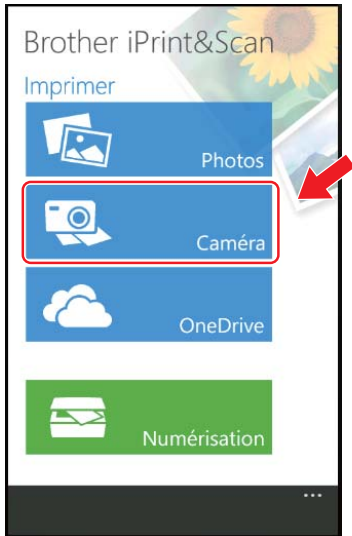 Brother iPrint&Scan
Imprimer
Photos
Caméra
OneDrive
Numérisation
...